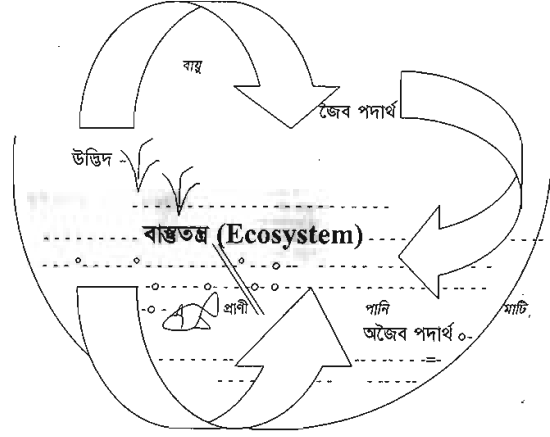 বায়ু
জৈব পদার্থ
উদ্ভিদ
বাস্তুতন্ত্র (Ecosystem)
প্রাণী
পানি
মাটি
অজৈব পদার্থ